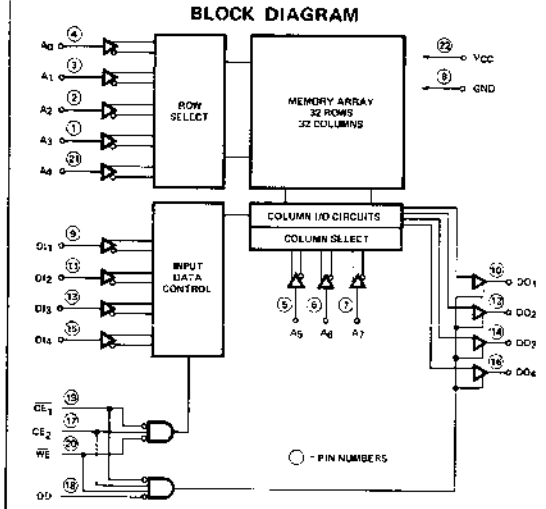 BLOCK DIAGRAM
A0 4
A1 3
A2 2
A3 1
A4 21
ROW
SELECT
MEMORY ARRAY
32 ROWS
32 COLUMNS
22 VCC
8 GND
DI1 9
DI2 11
DI3 13
DI4 15
INPUT
DATA
CONTROL
COLUMN I/O CIRCUITS
COLUMN SELECT
5 6 7
A5 A6 A7
10 DO1
12 DO2
14 DO3
16 DO4
CE1 19
CE2 17
WE 20
OD 18
◯ = PIN NUMBERS